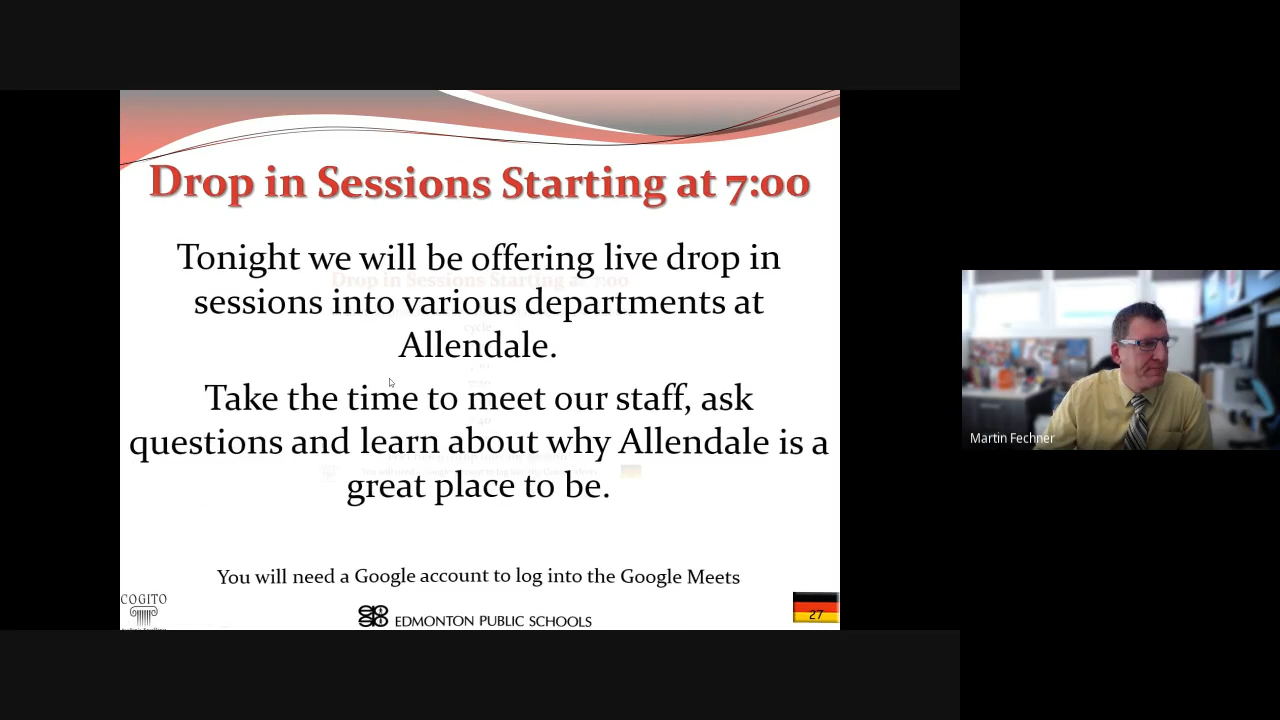 Drop in Sessions Starting at 7:00
Tonight we will be offering live drop in
sessions into various departments at
Allendale.
Take the time to meet our staff, ask
questions and learn about why Allendale is a
great place to be.
You will need a Google account to log into the Google Meets
COGITO
EDMONTON PUBLIC SCHOOLS
27
Martin Fechner